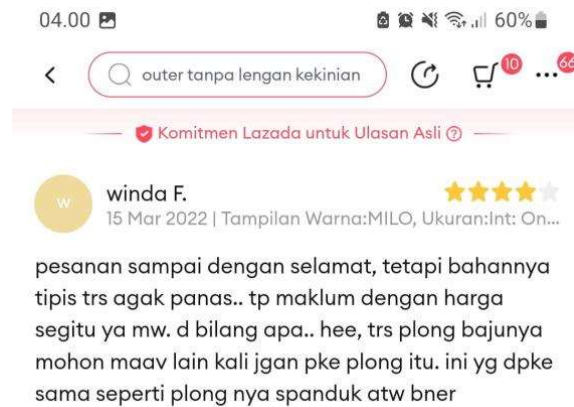 04.00 60%
outer tanpa lengan kekinian 10 66
Komitmen Lazada untuk Ulasan Asli ?
W winda F.
15 Mar 2022 | Tampilan Warna:MILO, Ukuran:Int: On...
pesanan sampai dengan selamat, tetapi bahannya
tipis trs agak panas.. tp maklum dengan harga
segitu ya mw. d bilang apa.. hee, trs plong bajunya
mohon maav lain kali jgan pke plong itu. ini yg dpke
sama seperti plong nya spanduk atw bner